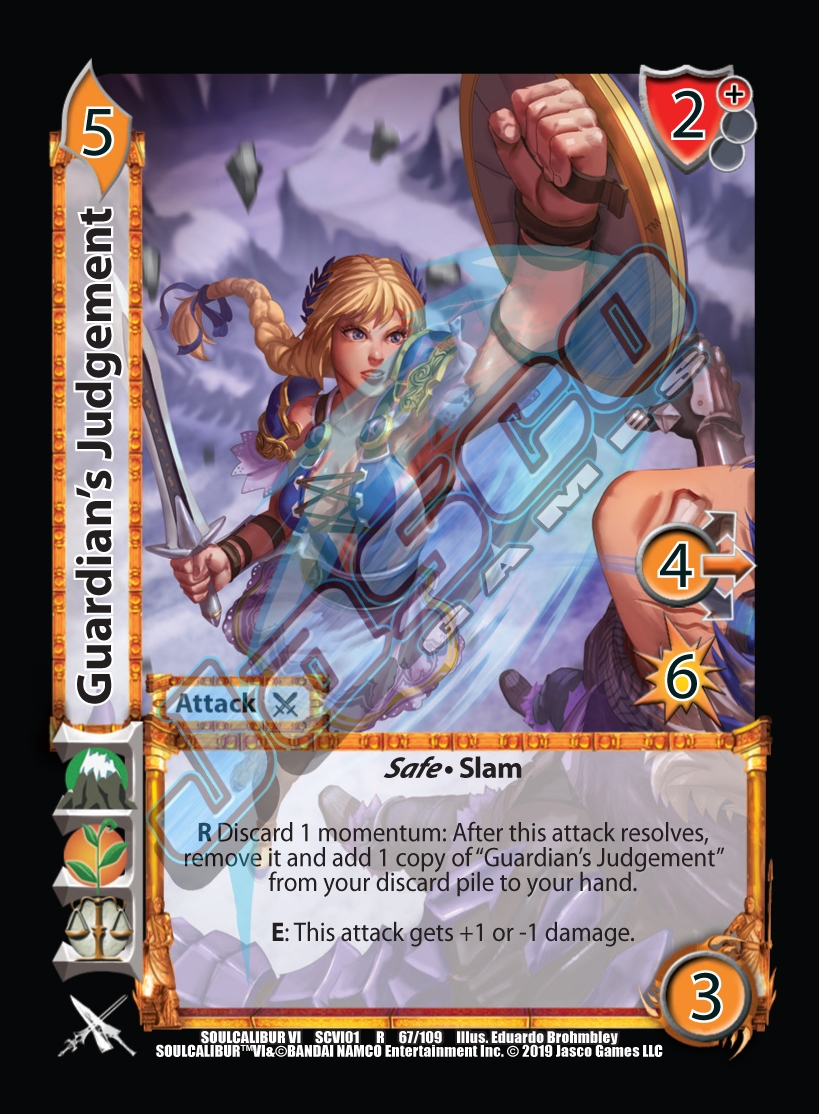 5
2
+
Guardian's Judgement
TM
JASCO
GAMES
4
6
Attack
Safe • Slam
R Discard 1 momentum: After this attack resolves,
remove it and add 1 copy of "Guardian's Judgement"
from your discard pile to your hand.
E: This attack gets +1 or -1 damage.
3
SOULCALIBUR VI SCVI01 R 67/109 Illus. Eduardo Brohmbley
SOULCALIBUR™VI&©BANDAI NAMCO Entertainment Inc. © 2019 Jasco Games LLC